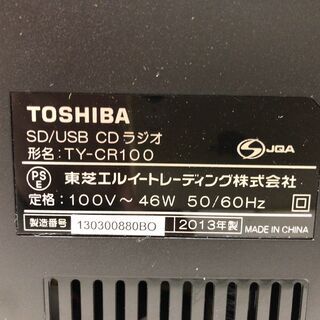 TOSHIBA
SD/USB CDラジオ
形名：TY-CR100
JQA
PS
E
東芝エルイートレーディング株式会社
定格：100V～46W 50/60Hz
製造番号 130300880BO 2013年製
MADE IN CHINA